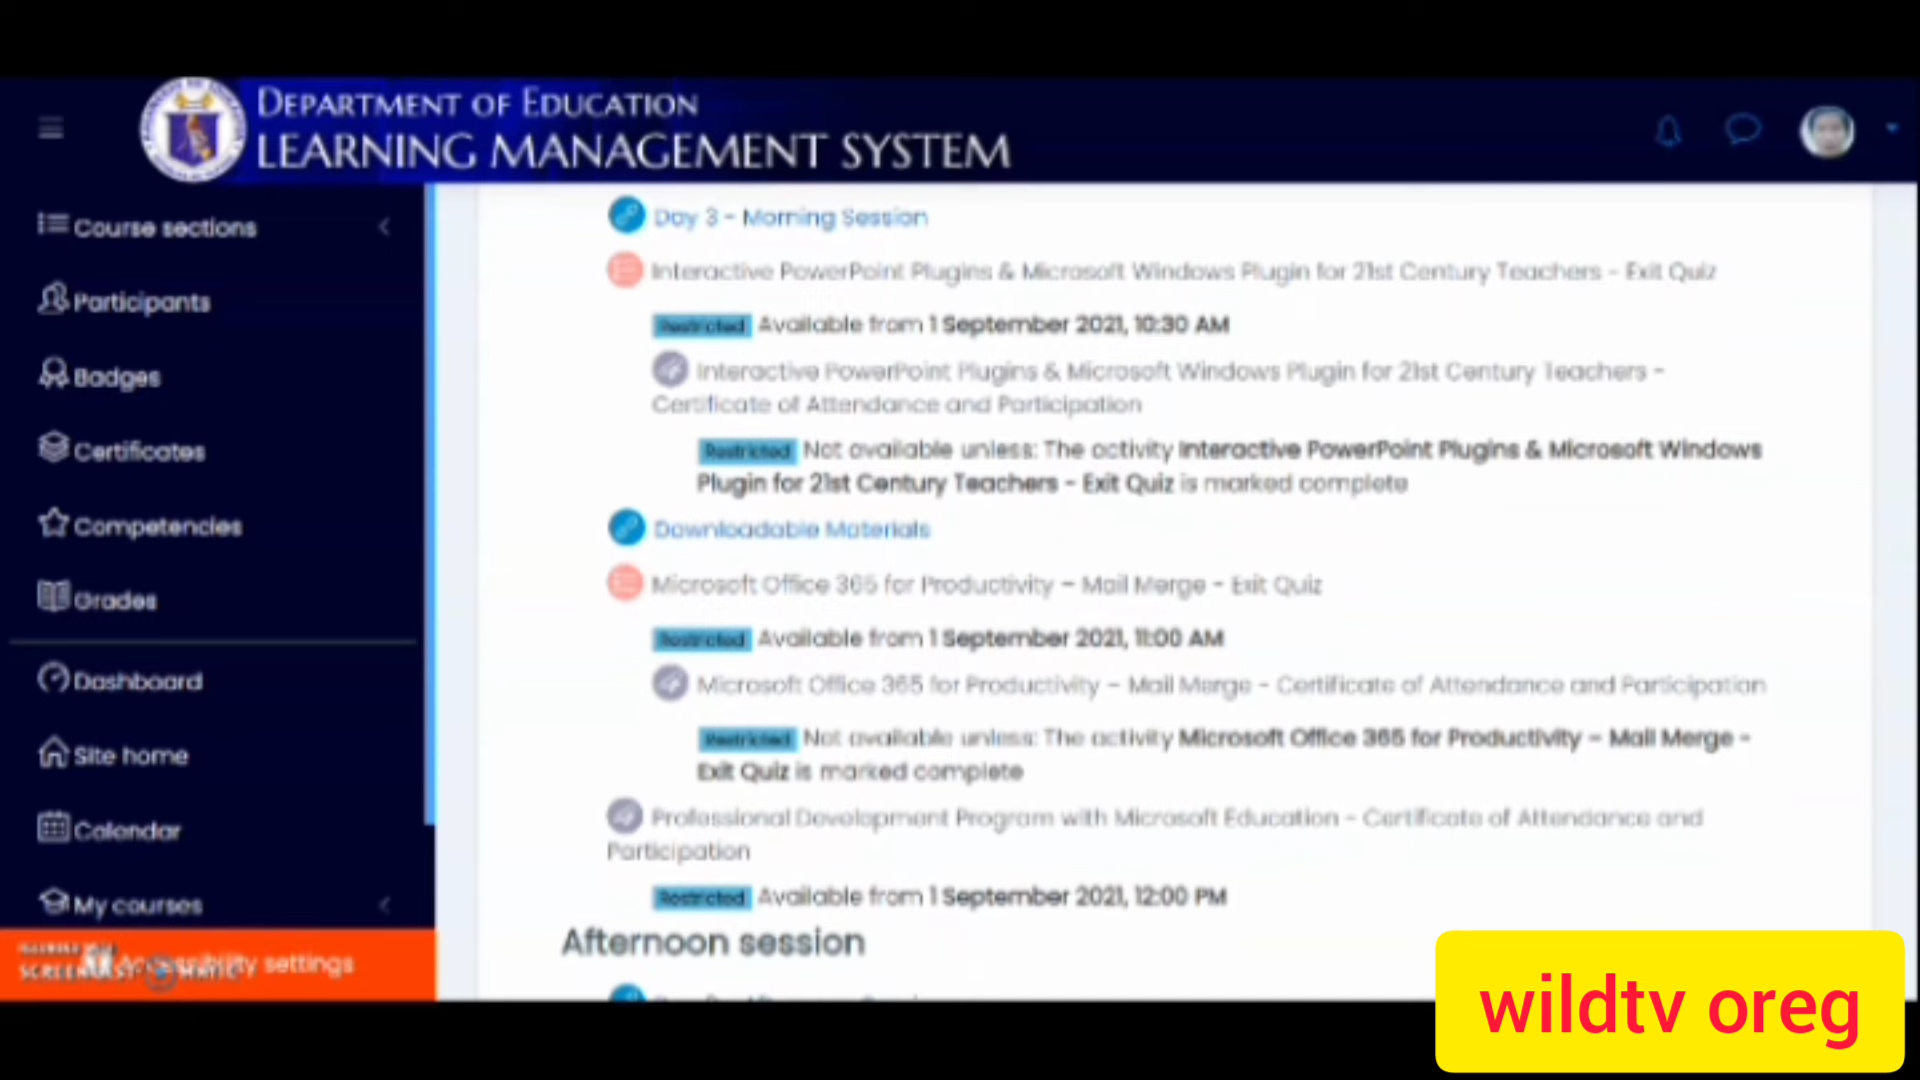 DEPARTMENT OF EDUCATION
LEARNING MANAGEMENT SYSTEM
Course sections
Participants
Badges
Certificates
Competencies
Grades
Dashboard
Site home
Calendar
My courses
Accessibility settings
Day 3 - Morning Session
Interactive PowerPoint Plugins & Microsoft Windows Plugin for 21st Century Teachers - Exit Quiz
Restricted Available from 1 September 2021, 10:30 AM
Interactive PowerPoint Plugins & Microsoft Windows Plugin for 21st Century Teachers -
Certificate of Attendance and Participation
Restricted Not available unless: The activity Interactive PowerPoint Plugins & Microsoft Windows
Plugin for 21st Century Teachers - Exit Quiz is marked complete
Downloadable Materials
Microsoft Office 365 for Productivity – Mail Merge - Exit Quiz
Restricted Available from 1 September 2021, 11:00 AM
Microsoft Office 365 for Productivity – Mail Merge - Certificate of Attendance and Participation
Restricted Not available unless: The activity Microsoft Office 365 for Productivity – Mail Merge -
Exit Quiz is marked complete
Professional Development Program with Microsoft Education - Certificate of Attendance and
Participation
Restricted Available from 1 September 2021, 12:00 PM
Afternoon session
wildtv oreg